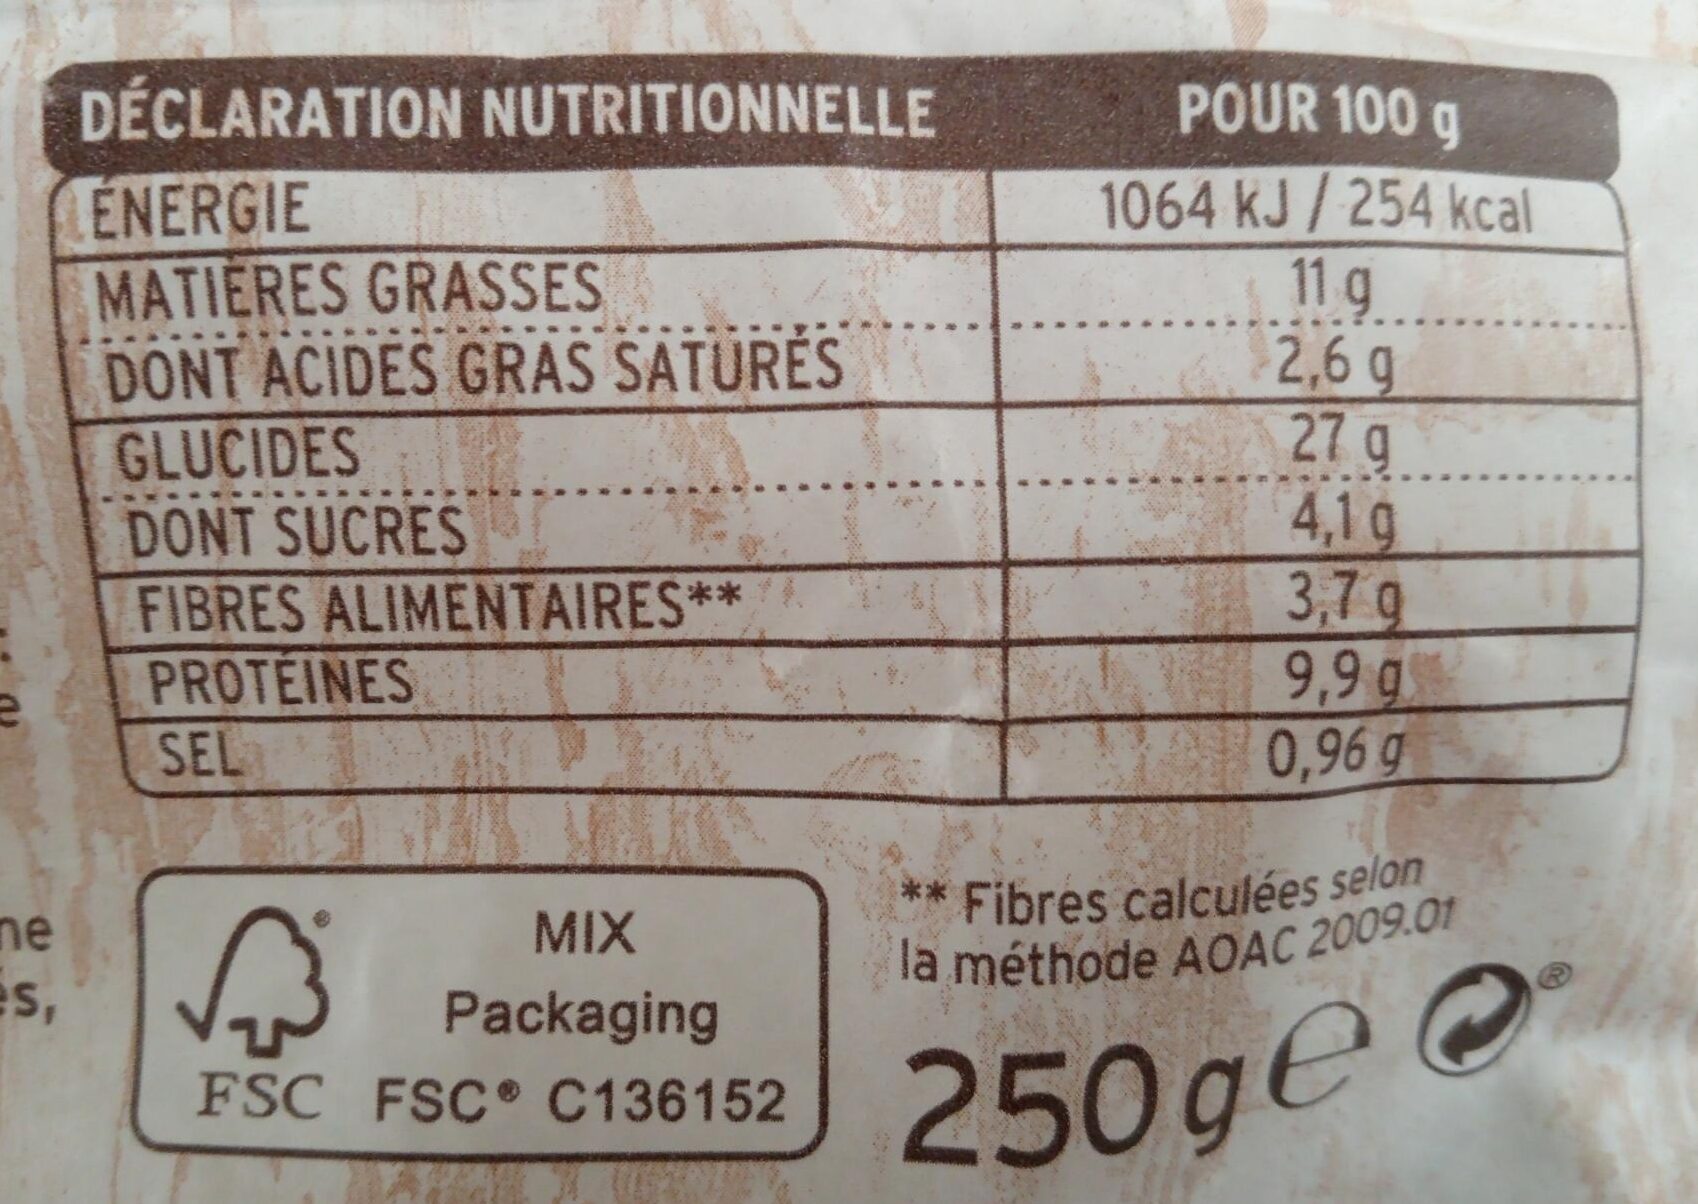 DÉCLARATION NUTRITIONNELLE POUR 100 g
ÉNERGIE 1064 kJ / 254 kcal
MATIÈRES GRASSES 11 g
DONT ACIDES GRAS SATURÉS 2,6 g
GLUCIDES 27 g
DONT SUCRES 4,1 g
FIBRES ALIMENTAIRES** 3,7 g
PROTÉINES 9,9 g
SEL 0,96 g
** Fibres calculées selon
la méthode AOAC 2009.01
®
MIX
Packaging
FSC FSC® C136152
250 g e ®
ne
es,